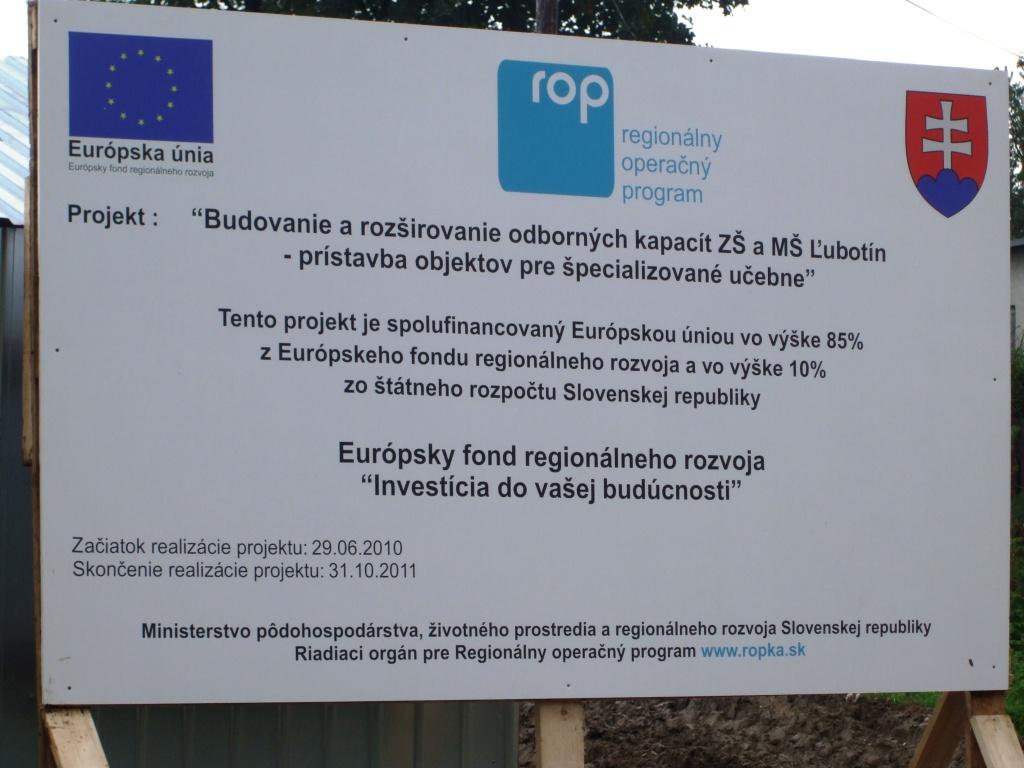 Európska únia
Európsky fond regionálneho rozvoja
rop
regionálny
operačný
program
Projekt : “Budovanie a rozširovanie odborných kapacít ZŠ a MŠ Ľubotín
- prístavba objektov pre špecializované učebne”
Tento projekt je spolufinancovaný Európskou úniou vo výške 85%
z Európskeho fondu regionálneho rozvoja a vo výške 10%
zo štátneho rozpočtu Slovenskej republiky
Európsky fond regionálneho rozvoja
“Investícia do vašej budúcnosti”
Začiatok realizácie projektu: 29.06.2010
Skončenie realizácie projektu: 31.10.2011
Ministerstvo pôdohospodárstva, životného prostredia a regionálneho rozvoja Slovenskej republiky
Riadiaci orgán pre Regionálny operačný program www.ropka.sk